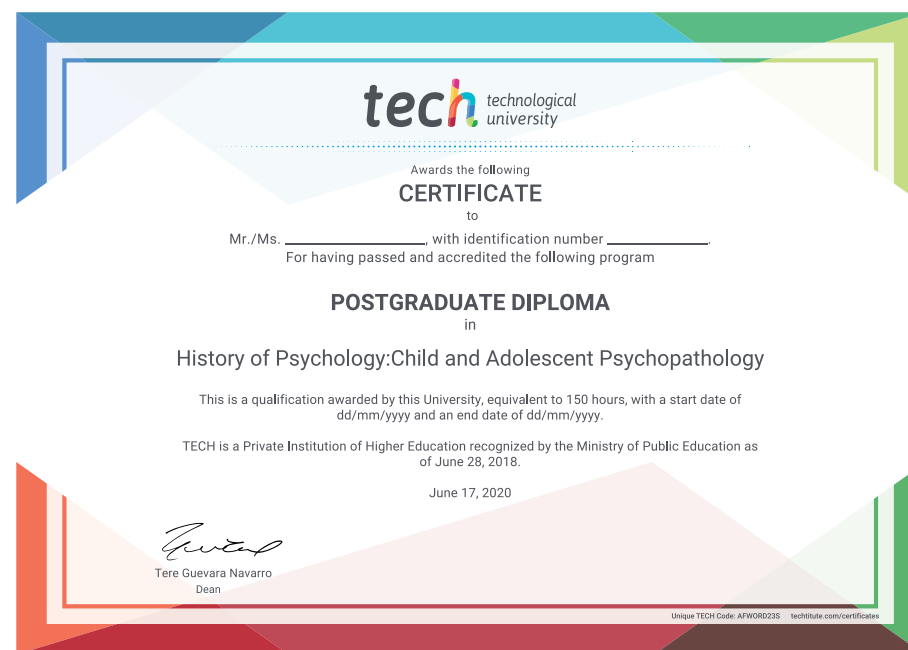 tech technological
university
Awards the following
CERTIFICATE
to
Mr./Ms. ____________, with identification number ____________.
For having passed and accredited the following program
POSTGRADUATE DIPLOMA
in
History of Psychology:Child and Adolescent Psychopathology
This is a qualification awarded by this University, equivalent to 150 hours, with a start date of
dd/mm/yyyy and an end date of dd/mm/yyyy.
TECH is a Private Institution of Higher Education recognized by the Ministry of Public Education as
of June 28, 2018.
June 17, 2020
Tere Guevara Navarro
Dean
Unique TECH Code: AFWORD23S techtitute.com/certificates